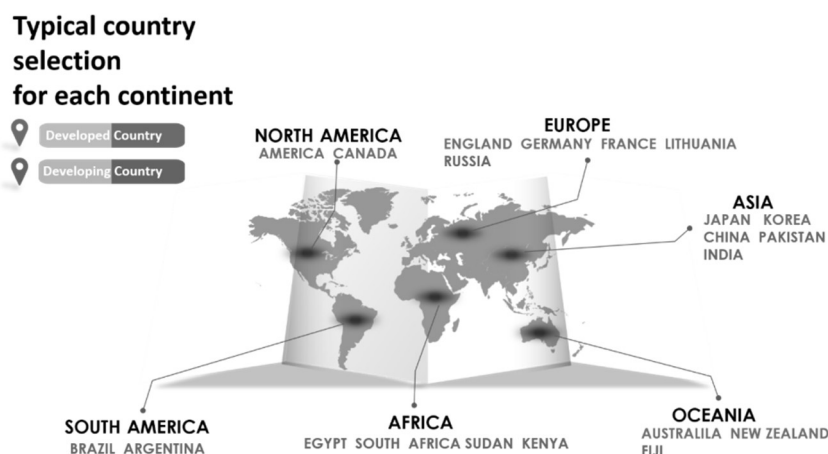 Typical country
selection
for each continent
Developed Country
Developing Country
NORTH AMERICA
AMERICA CANADA
EUROPE
ENGLAND GERMANY FRANCE LITHUANIA
RUSSIA
ASIA
JAPAN KOREA
CHINA PAKISTAN
INDIA
SOUTH AMERICA
BRAZIL ARGENTINA
AFRICA
EGYPT SOUTH AFRICA SUDAN KENYA
OCEANIA
AUSTRALILA NEW ZEALAND
FIJI